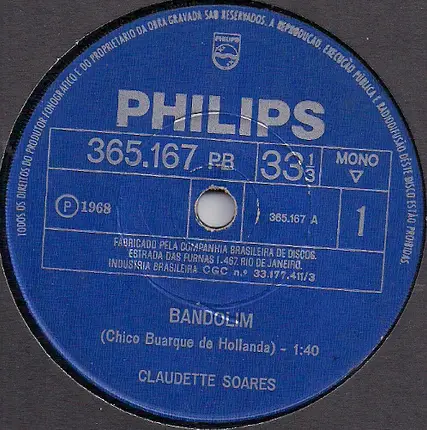 TODOS OS DIREITOS DO PRODUTOR FONOGRÁFICO E DO PROPRIETÁRIO DA OBRA GRAVADA SÃO RESERVADOS. A REPRODUÇÃO, EXECUÇÃO PÚBLICA E RADIODIFUSÃO DÊSTE DISCO ESTÃO PROIBIDAS
PHILIPS
PHILIPS
365.167 PB
33 1/3
MONO
℗ 1968
365.167 A
1
FABRICADO PELA COMPANHIA BRASILEIRA DE DISCOS.
ESTRADA DAS FURNAS 1.467. RIO DE JANEIRO.
INDUSTRIA BRASILEIRA CGC n.º 33.177.411/3
BANDOLIM
(Chico Buarque de Hollanda) - 1:40
CLAUDETTE SOARES